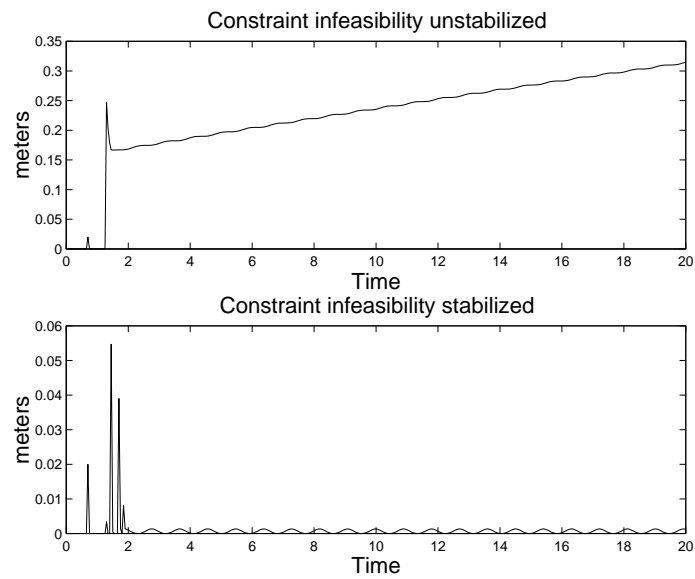 Constraint infeasibility unstabilized
0.35
0.3
0.25
0.2
0.15
0.1
0.05
0
meters
0 2 4 6 8 10 12 14 16 18 20
Time
Constraint infeasibility stabilized
0.06
0.05
0.04
0.03
0.02
0.01
0
meters
0 2 4 6 8 10 12 14 16 18 20
Time